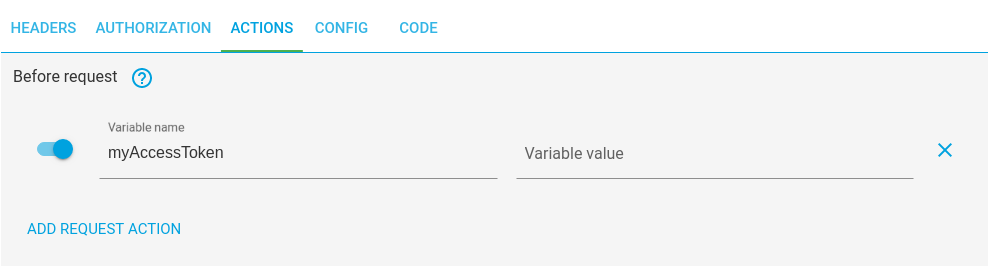 HEADERS AUTHORIZATION ACTIONS CONFIG CODE
Before request
Variable name
myAccessToken Variable value
ADD REQUEST ACTION